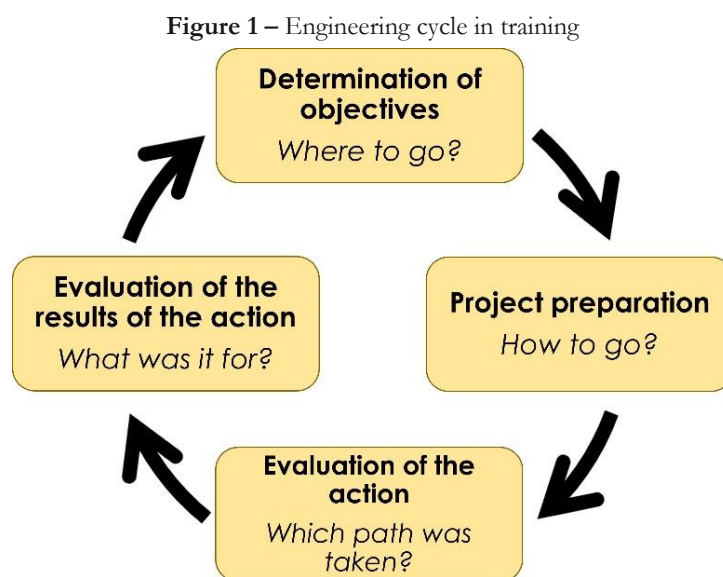 Figure 1 – Engineering cycle in training
Determination of
objectives
Where to go?
Project preparation
How to go?
Evaluation of the
action
Which path was
taken?
Evaluation of the
results of the action
What was it for?